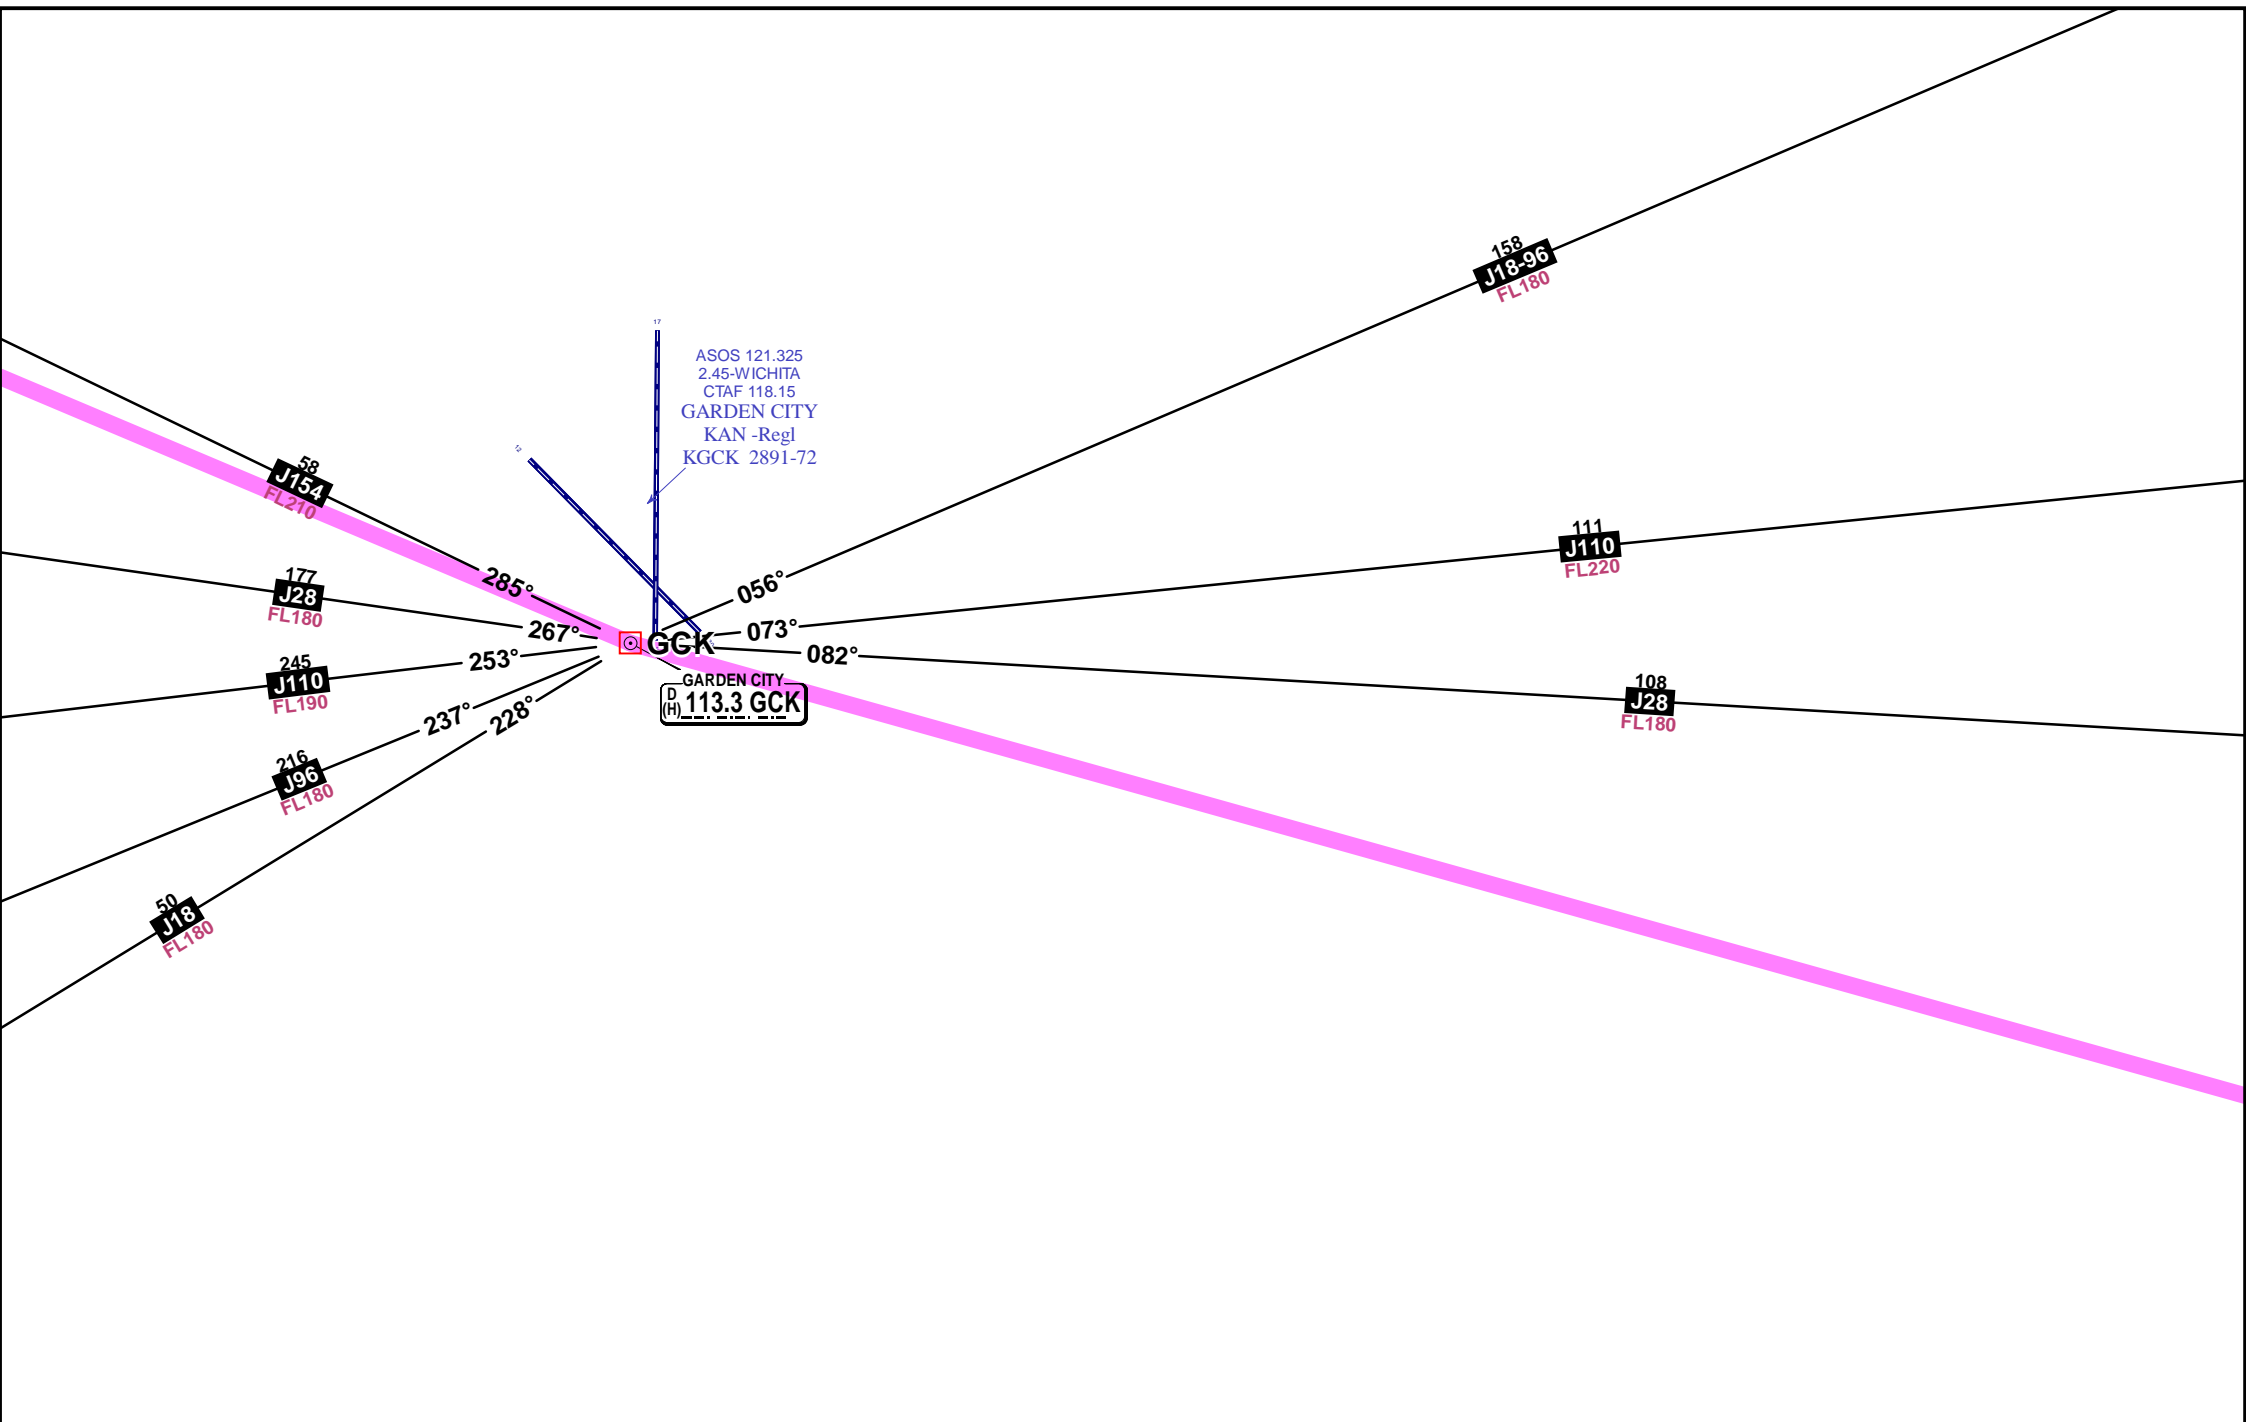 158
J18-96
FL180
17
ASOS 121.325
2.45-WICHITA
CTAF 118.15
GARDEN CITY
KAN -Regl
KGCK 2891-72
12
58
J154
FL210
111
J110
FL220
177
J28
FL180
285°
267°
056°
073°
082°
GCK
245
J110
FL190
253°
GARDEN CITY
D
(H) 113.3 GCK
108
J28
FL180
237°
228°
216
J96
FL180
50
J18
FL180